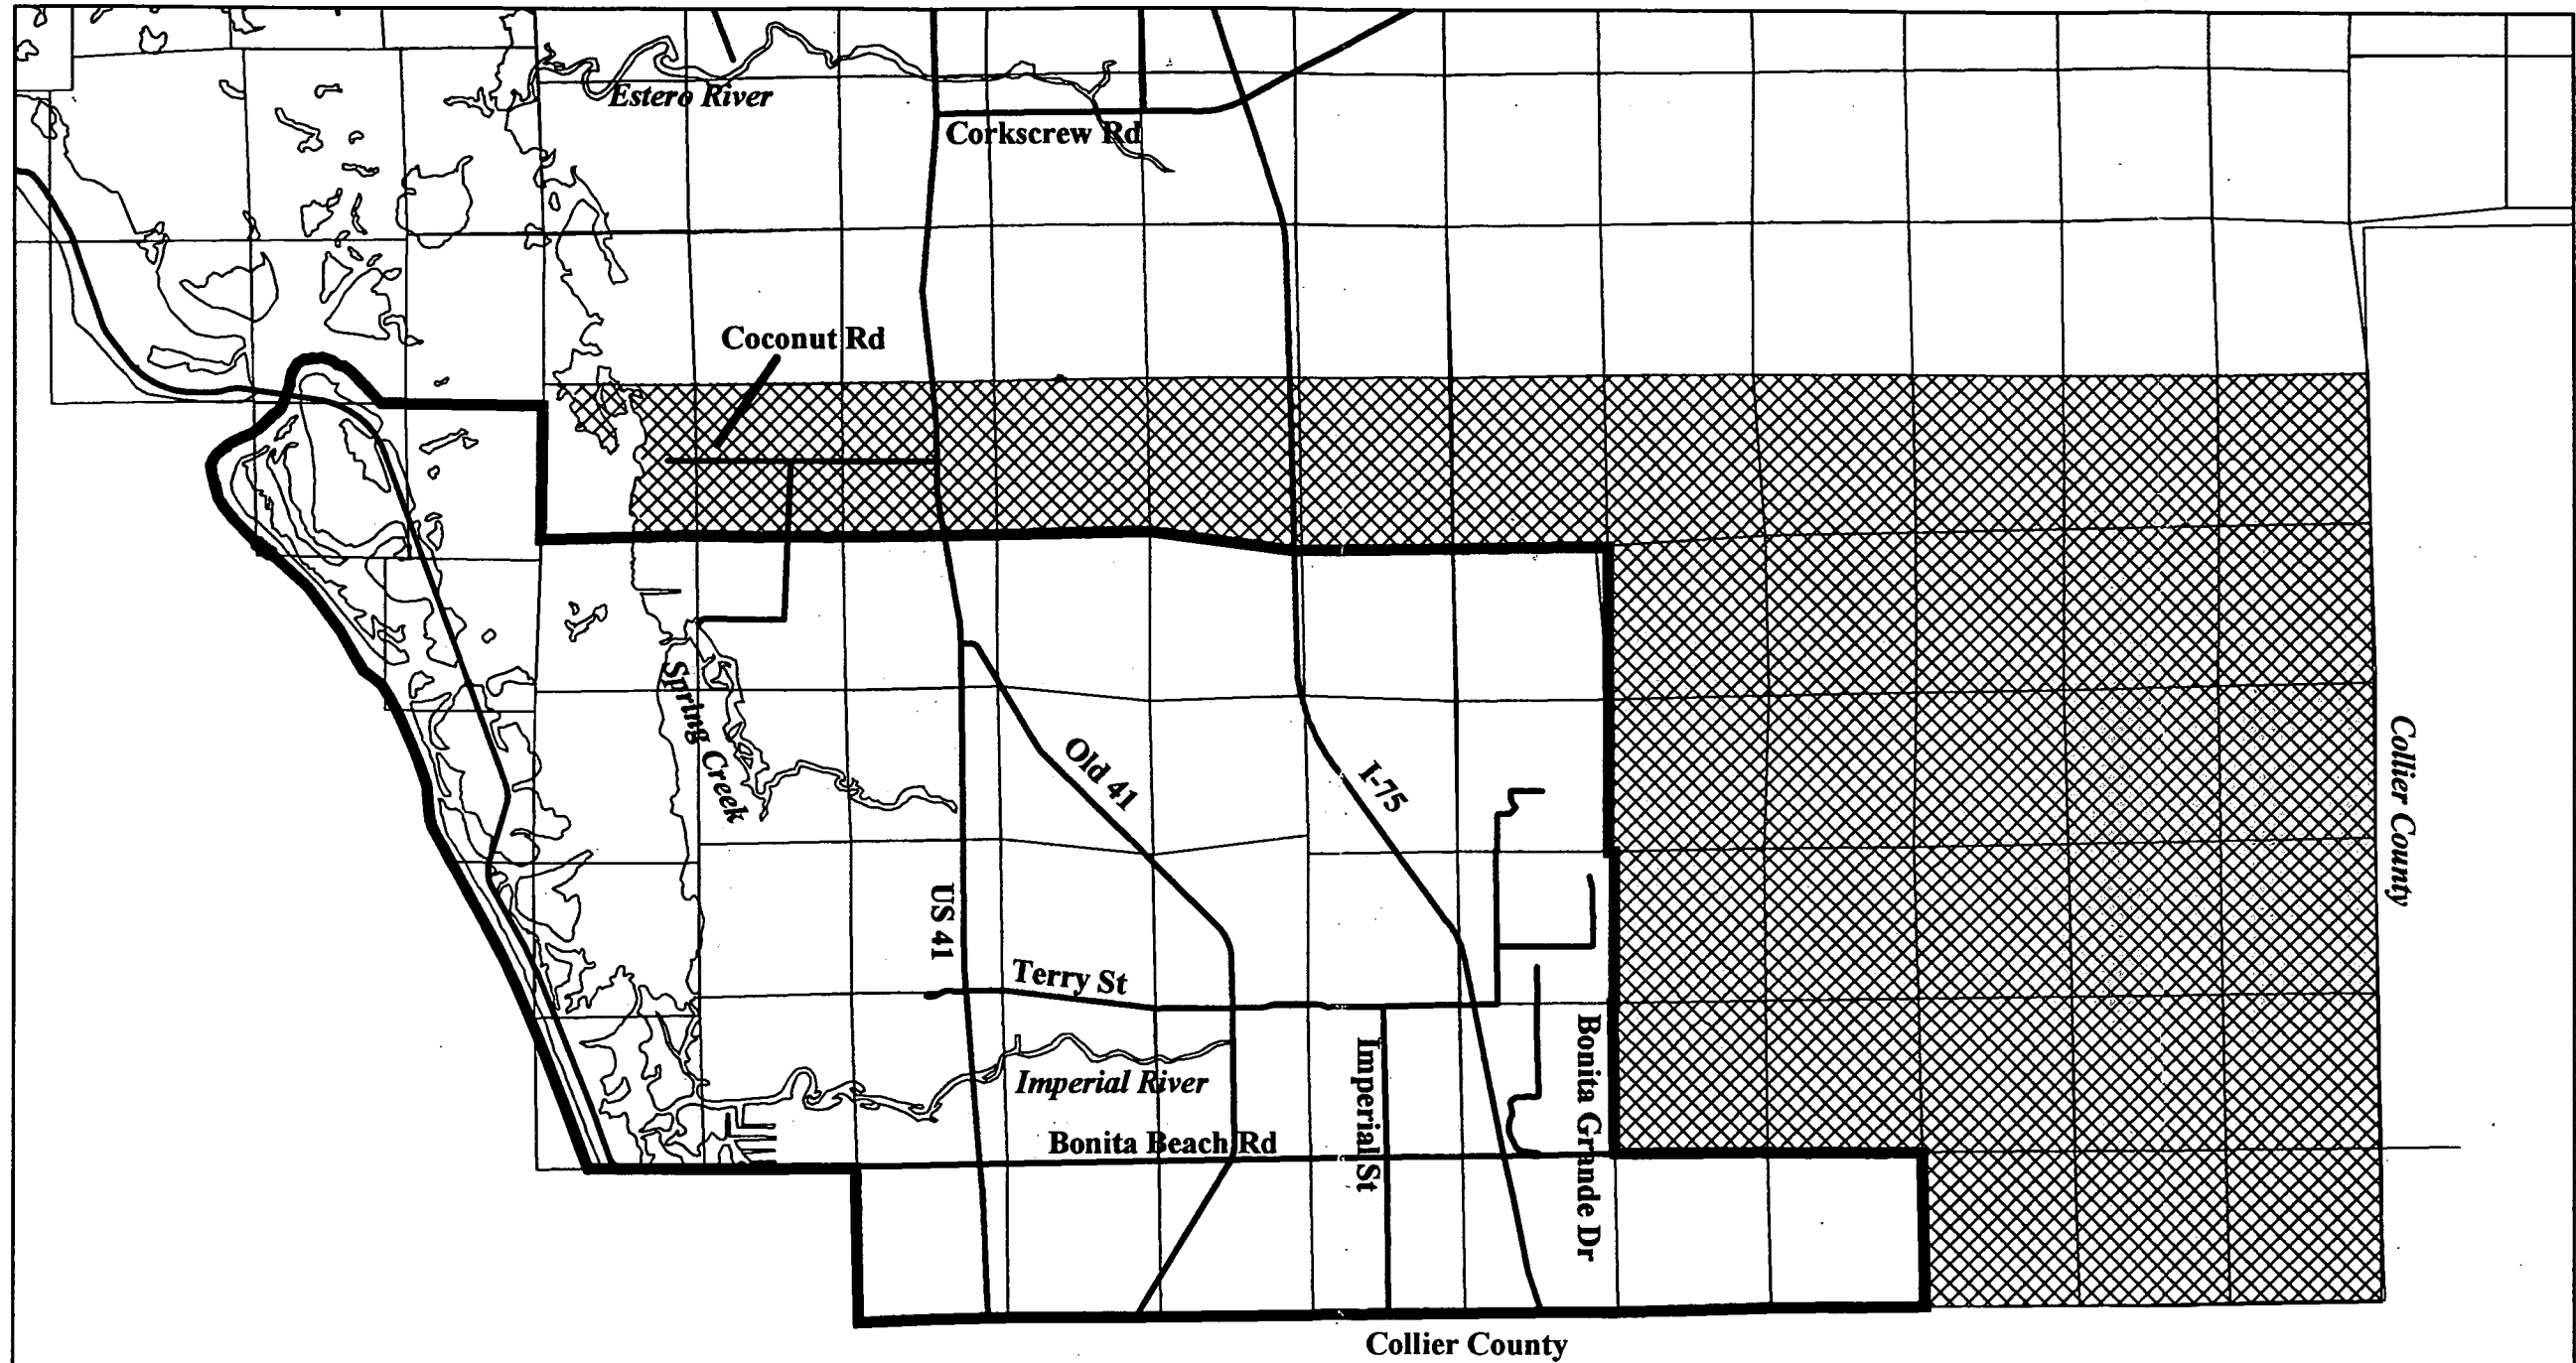 Estero River
Corkscrew Rd
Coconut Rd
Spring Creek
Old 41
I-75
Collier County
US 41
Terry St
Imperial River
Imperial St
Bonita Grande Dr
Bonita Beach Rd
Collier County